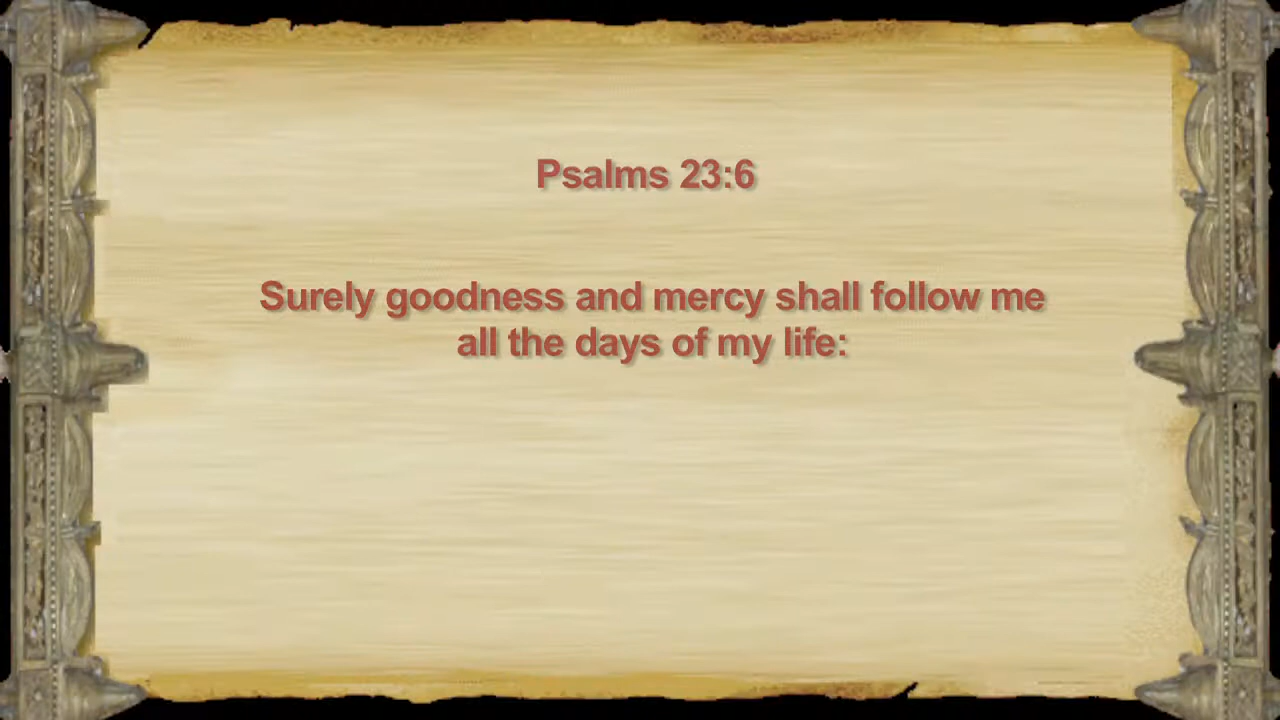 Psalms 23:6
Surely goodness and mercy shall follow me
all the days of my life: